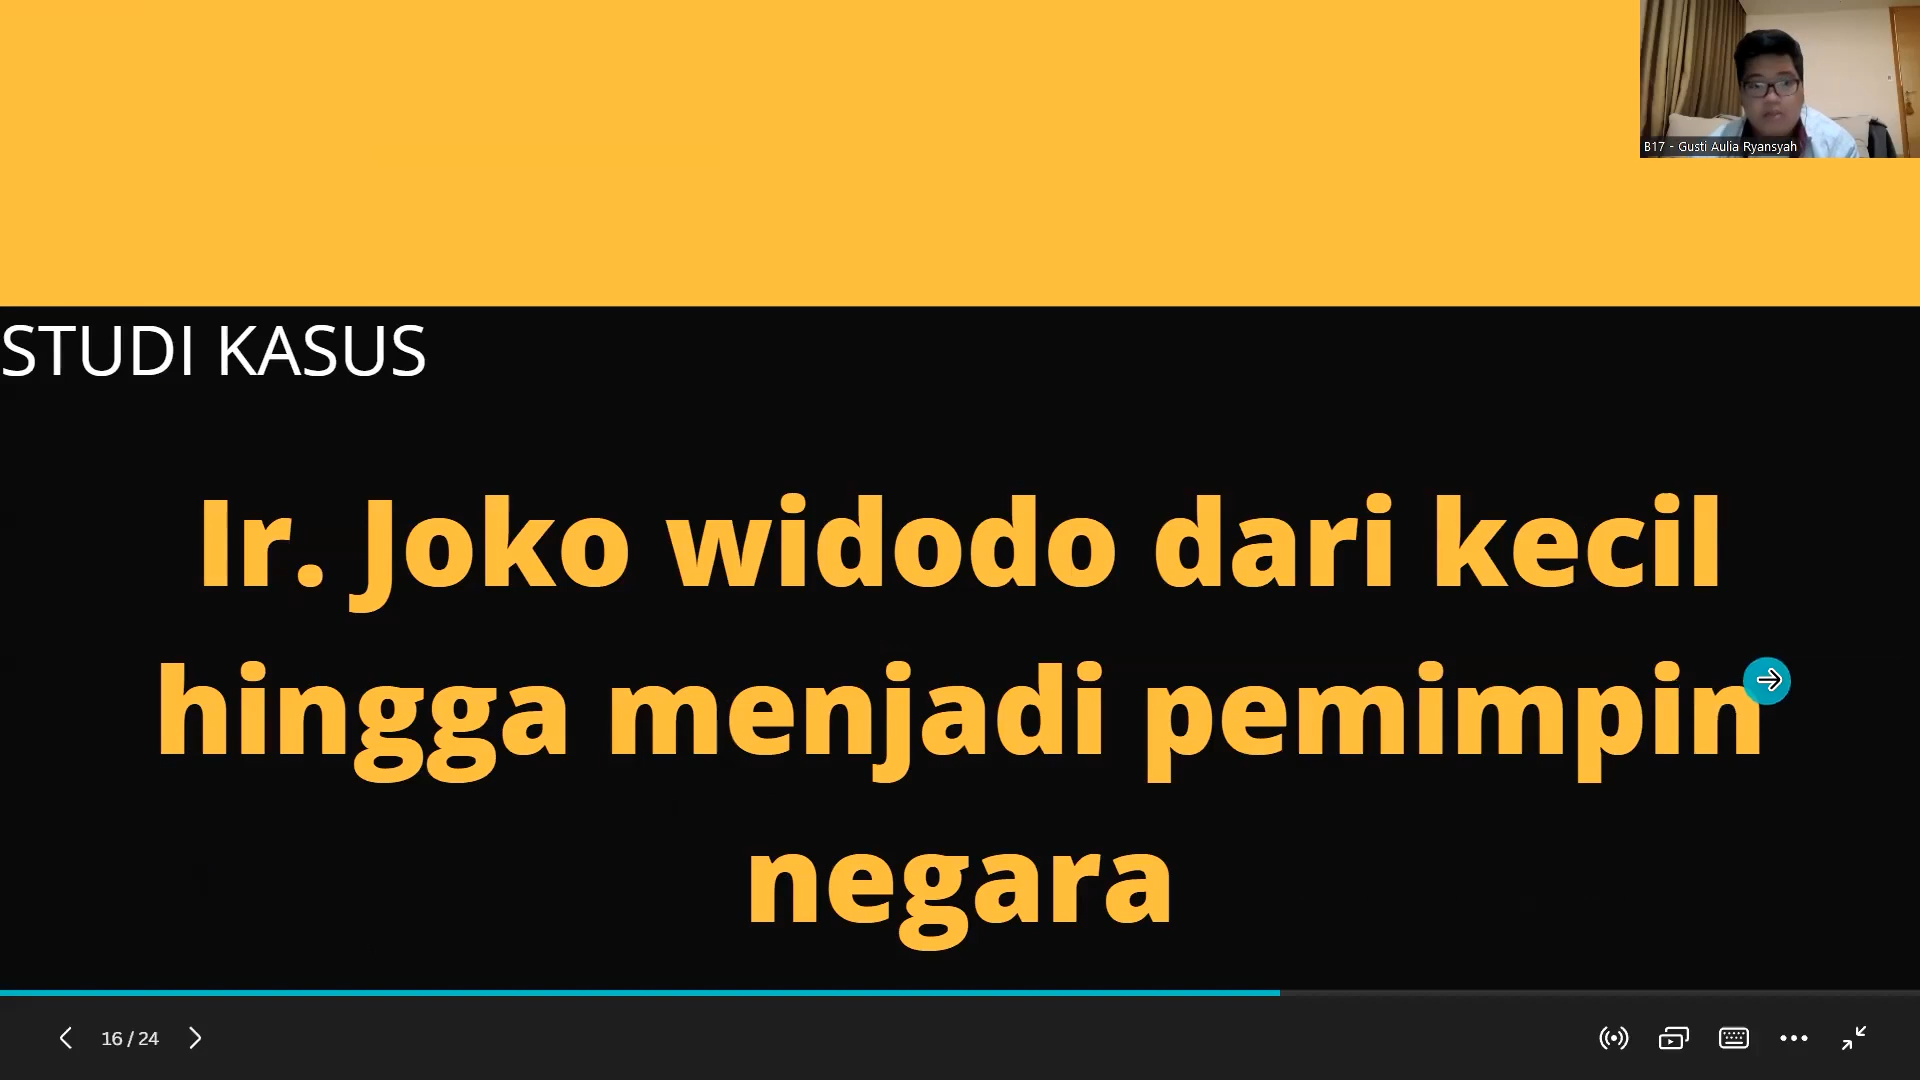 B17 - Gusti Aulia Ryansyah
STUDI KASUS
Ir. Joko widodo dari kecil
hingga menjadi pemimpin
negara
16 / 24